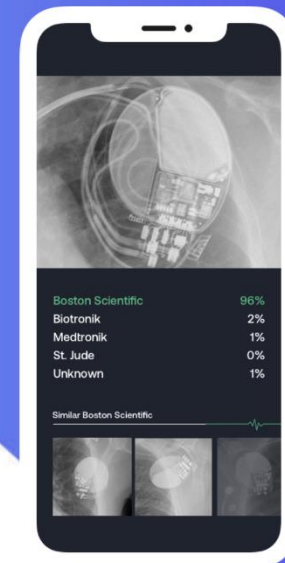 Boston Scientific 96%
Biotronik 2%
Medtronik 1%
St. Jude 0%
Unknown 1%
Similar Boston Scientific